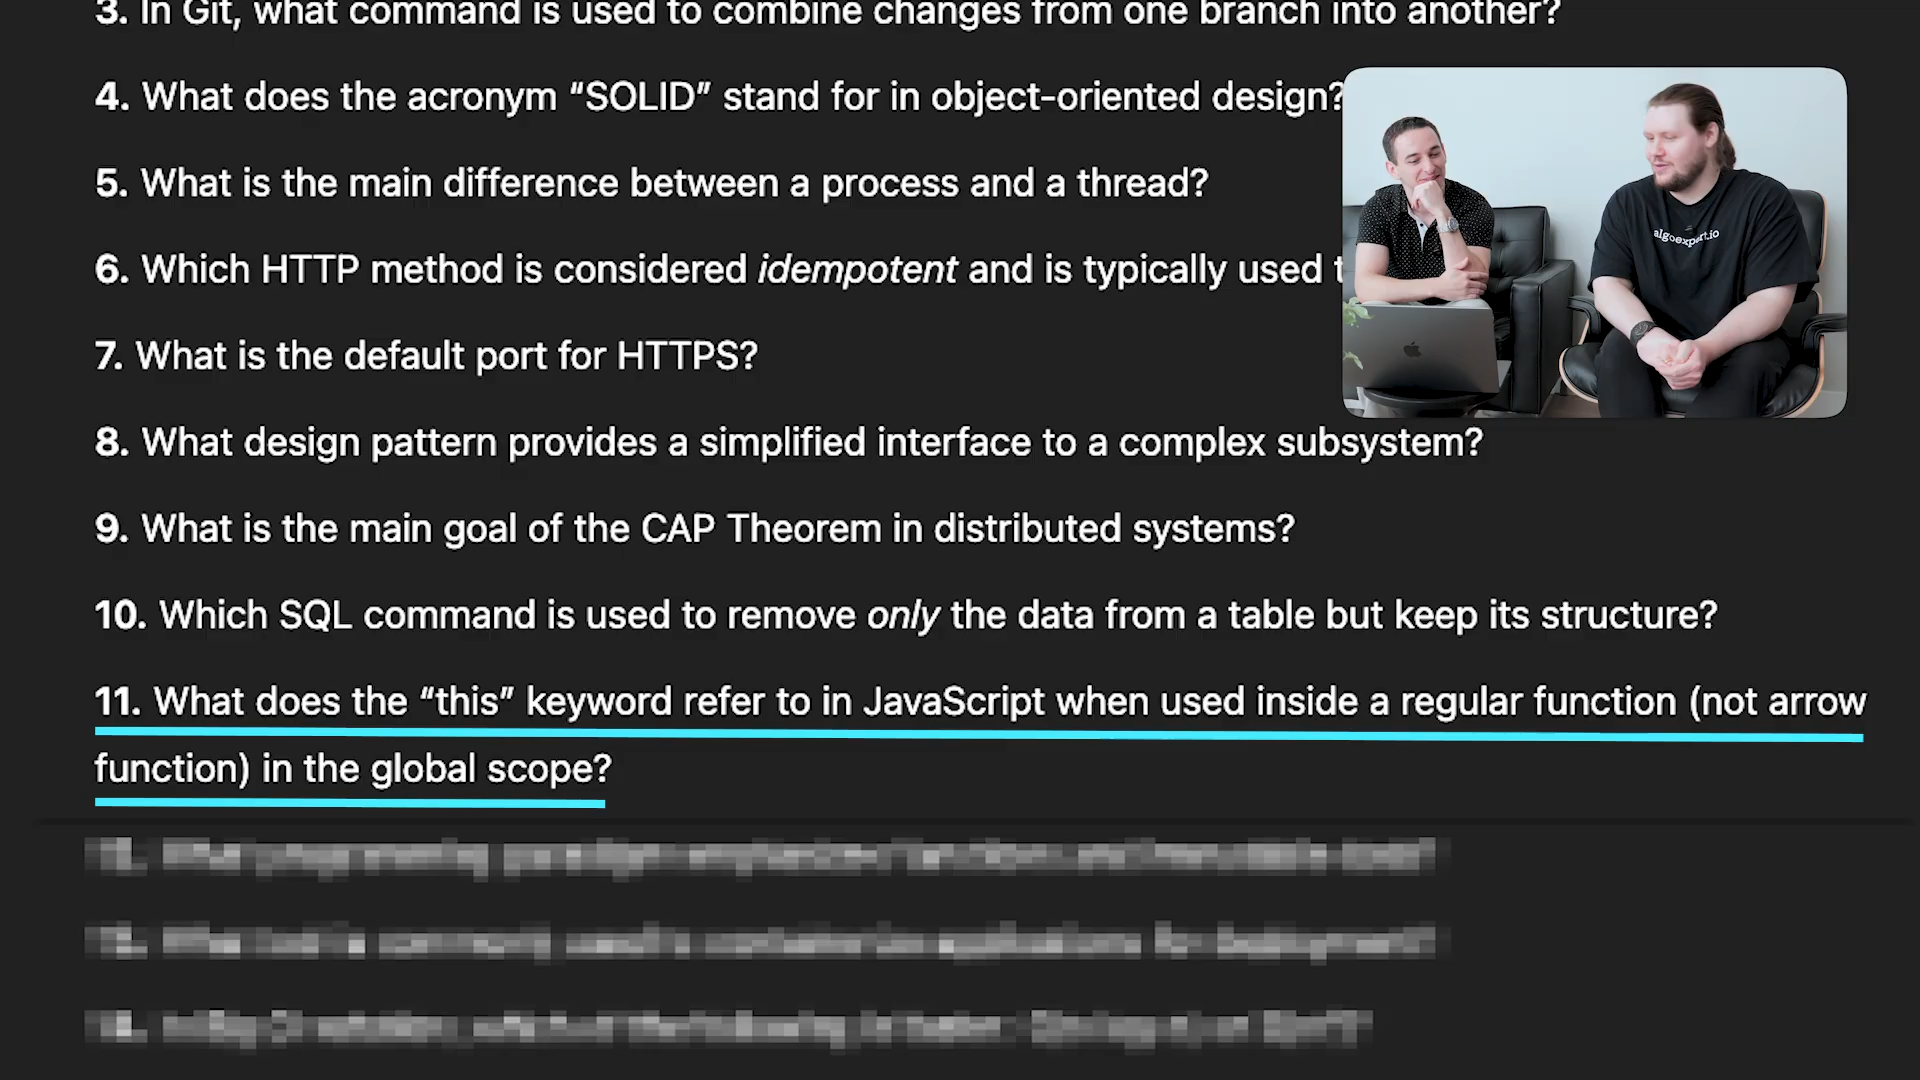 3. In Git, what command is used to combine changes from one branch into another?
4. What does the acronym “SOLID” stand for in object-oriented design?
algoexpert.io
5. What is the main difference between a process and a thread?
6. Which HTTP method is considered idempotent and is typically used
7. What is the default port for HTTPS?
8. What design pattern provides a simplified interface to a complex subsystem?
9. What is the main goal of the CAP Theorem in distributed systems?
10. Which SQL command is used to remove only the data from a table but keep its structure?
11. What does the “this” keyword refer to in JavaScript when used inside a regular function (not arrow
function) in the global scope?